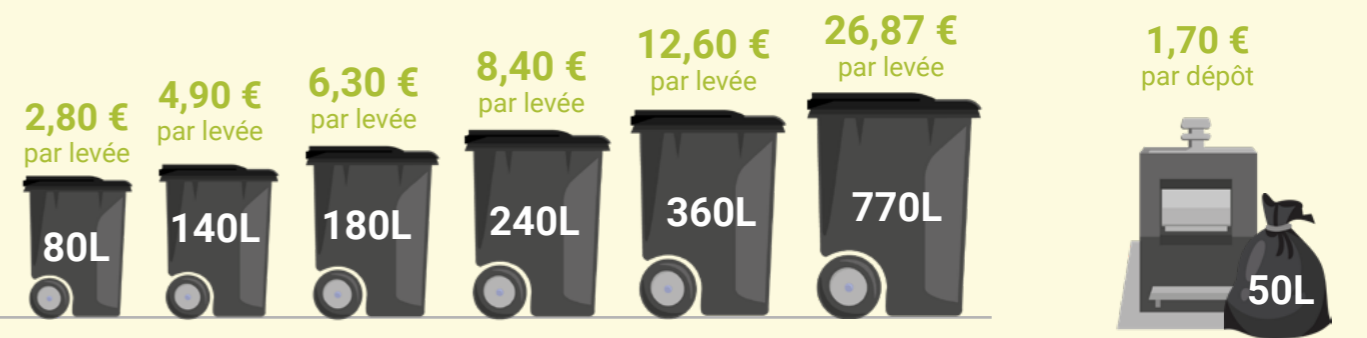 2,80 €
par levée
80L
4,90 €
par levée
140L
6,30 €
par levée
180L
8,40 €
par levée
240L
12,60 €
par levée
360L
26,87 €
par levée
770L
1,70 €
par dépôt
50L